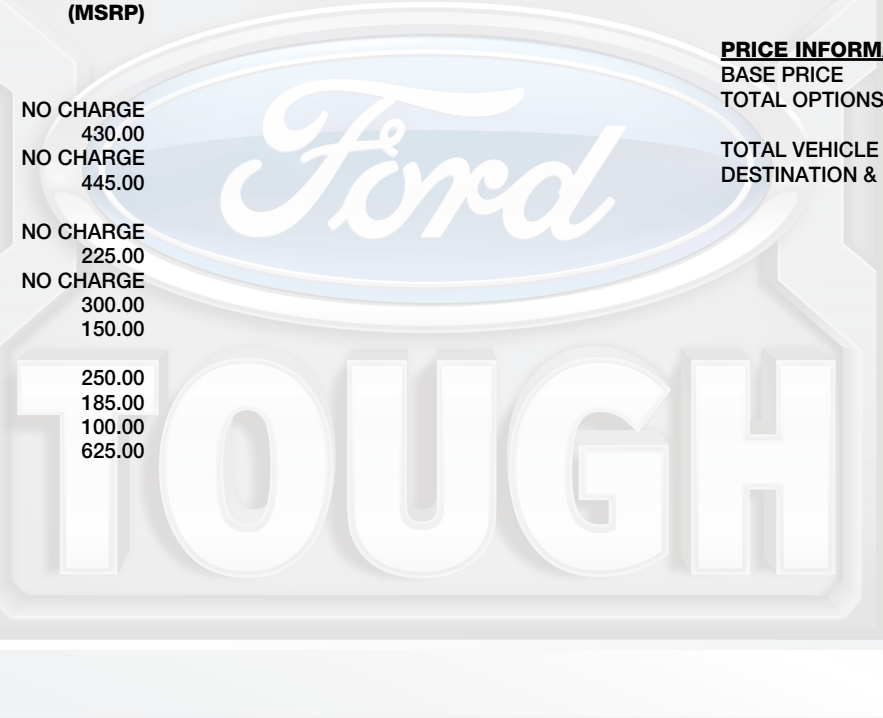 (MSRP)
NO CHARGE
430.00
NO CHARGE
445.00
NO CHARGE
225.00
NO CHARGE
300.00
150.00
250.00
185.00
100.00
625.00
PRICE INFORMA
BASE PRICE
TOTAL OPTIONS
TOTAL VEHICLE
DESTINATION &
Ford
TOUGH